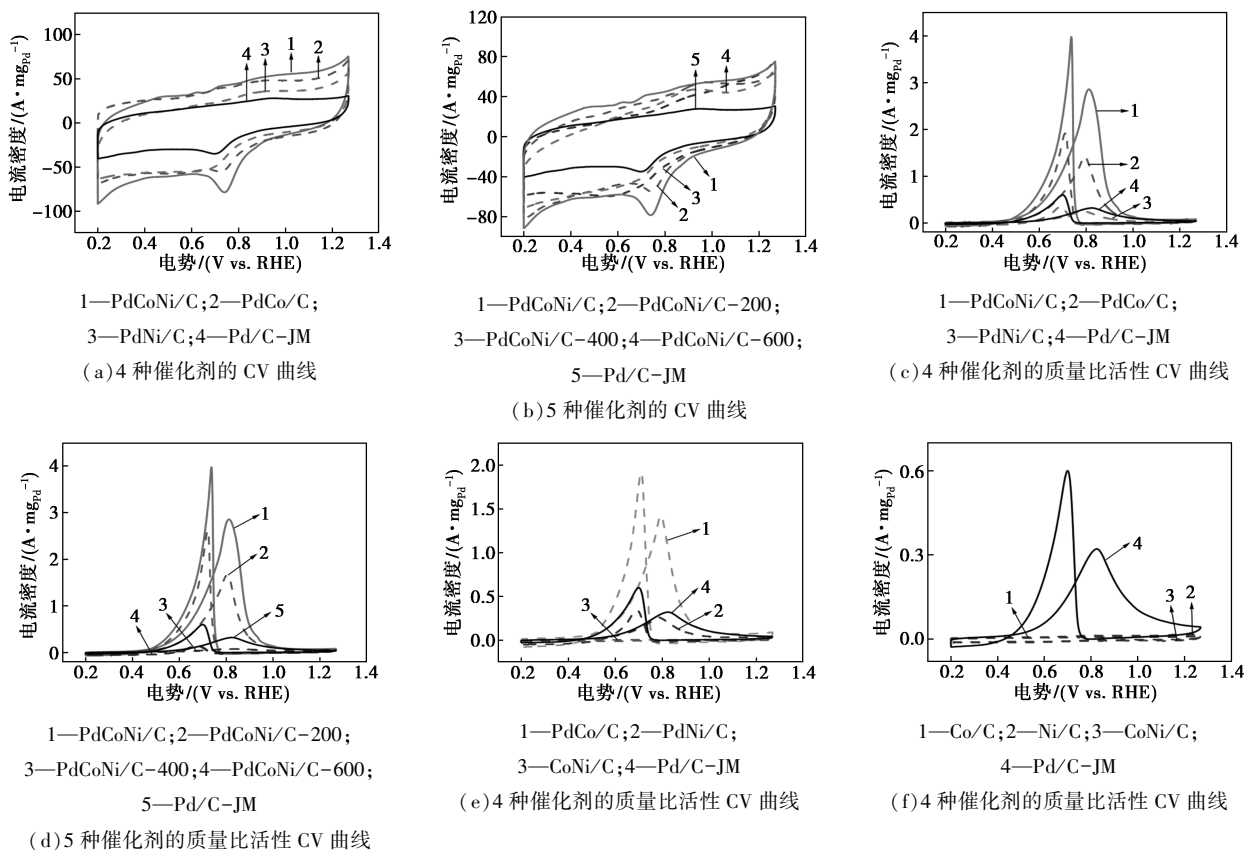 电流密度/(A·mgPd⁻¹)
100
50
0
-50
-100
4 3 1 2
0.2 0.4 0.6 0.8 1.0 1.2 1.4
电势/(V vs. RHE)
1—PdCoNi/C;2—PdCo/C;
3—PdNi/C;4—Pd/C-JM
(a)4 种催化剂的 CV 曲线
电流密度/(A·mgPd⁻¹)
120
80
40
0
-40
-80
5 4
1
3
2
0.2 0.4 0.6 0.8 1.0 1.2 1.4
电势/(V vs. RHE)
1—PdCoNi/C;2—PdCoNi/C-200;
3—PdCoNi/C-400;4—PdCoNi/C-600;
5—Pd/C-JM
(b)5 种催化剂的 CV 曲线
电流密度/(A·mgPd⁻¹)
4
3
2
1
0
1
2
4
3
0.2 0.4 0.6 0.8 1.0 1.2 1.4
电势/(V vs. RHE)
1—PdCoNi/C;2—PdCo/C;
3—PdNi/C;4—Pd/C-JM
(c)4 种催化剂的质量比活性 CV 曲线
电流密度/(A·mgPd⁻¹)
4
3
2
1
0
1
2
4 3 5
0.2 0.4 0.6 0.8 1.0 1.2 1.4
电势/(V vs. RHE)
1—PdCoNi/C;2—PdCoNi/C-200;
3—PdCoNi/C-400;4—PdCoNi/C-600;
5—Pd/C-JM
(d)5 种催化剂的质量比活性 CV 曲线
电流密度/(A·mgPd⁻¹)
2.0
1.5
1.0
0.5
0.0
1
4
3 2
0.2 0.4 0.6 0.8 1.0 1.2 1.4
电势/(V vs. RHE)
1—PdCo/C;2—PdNi/C;
3—CoNi/C;4—Pd/C-JM
(e)4 种催化剂的质量比活性 CV 曲线
电流密度/(A·mgPd⁻¹)
0.6
0.3
0.0
4
1 3 2
0.2 0.4 0.6 0.8 1.0 1.2 1.4
电势/(V vs. RHE)
1—Co/C;2—Ni/C;3—CoNi/C;
4—Pd/C-JM
(f)4 种催化剂的质量比活性 CV 曲线